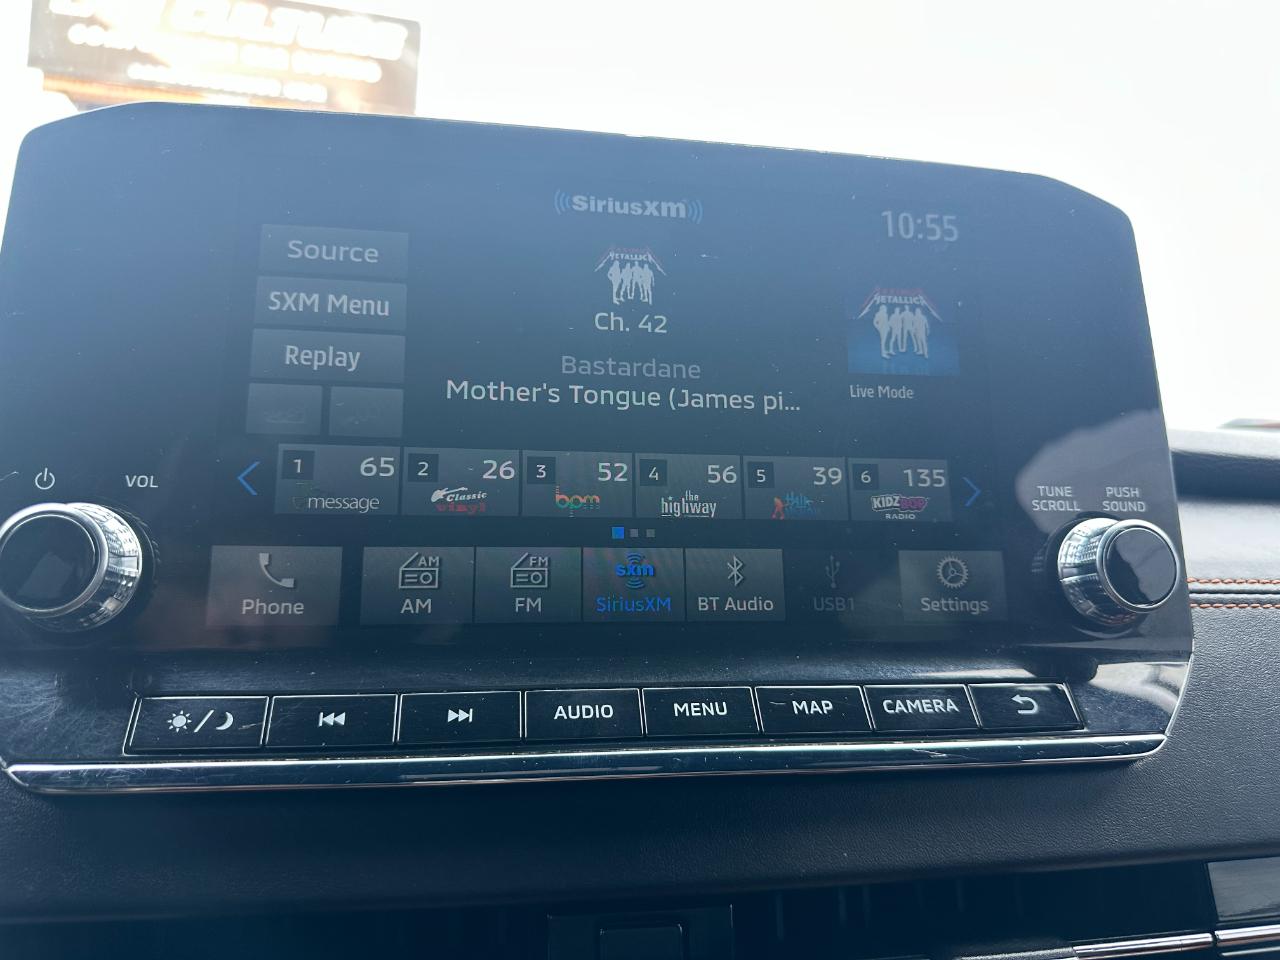 CULTURE
SiriusXm
10:55
Source
SXM Menu
Replay
METALLICA
Ch. 42
Bastardane
Mother's Tongue (James pi...
METALLICA
Live Mode
1 65 message
2 26 Classic vinyl
3 52 bpm
4 56 the highway
5 39
6 135 KIDZ BOP RADIO
VOL
TUNE SCROLL
PUSH SOUND
Phone
AM AM
FM FM
sxm SiriusXM
BT Audio
USB1
Settings
AUDIO
MENU
MAP
CAMERA